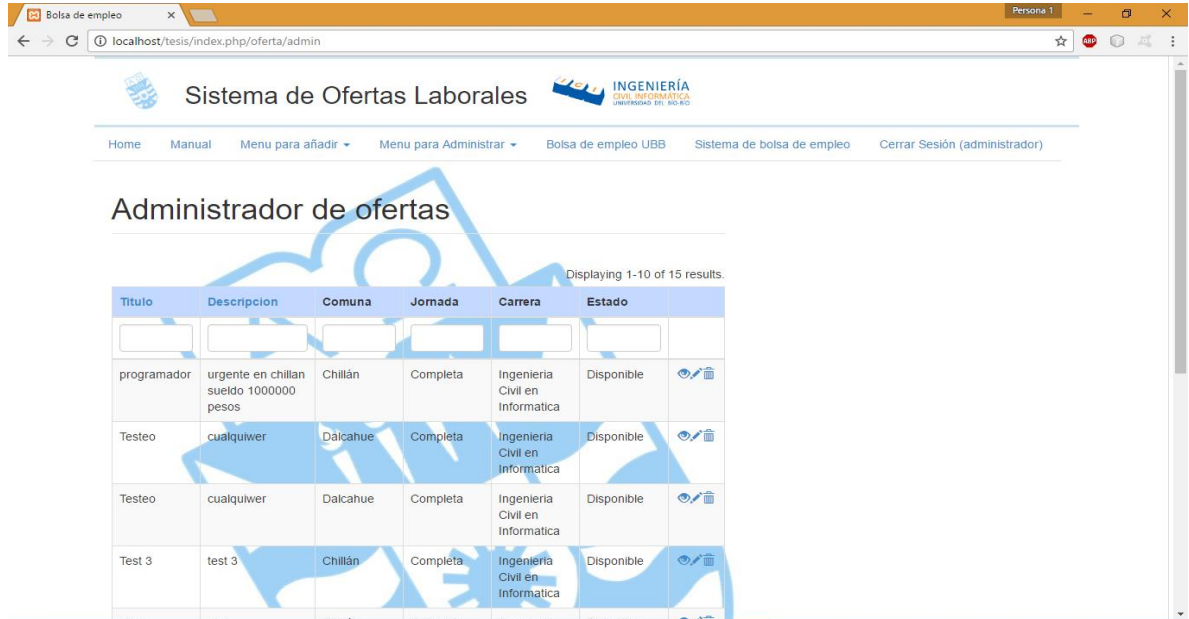 Bolsa de empleo
Persona 1
localhost/tesis/index.php/oferta/admin
ABP
Sistema de Ofertas Laborales
INGENIERÍA
CIVIL INFORMÁTICA
UNIVERSIDAD DEL BÍO-BÍO
Home Manual Menu para añadir Menu para Administrar Bolsa de empleo UBB Sistema de bolsa de empleo Cerrar Sesión (administrador)
Administrador de ofertas
Displaying 1-10 of 15 results.
Titulo Descripcion Comuna Jornada Carrera Estado
programador urgente en chillan Chillán Completa Ingenieria Disponible
sueldo 1000000 Civil en
pesos Informatica
Testeo cualquiwer Dalcahue Completa Ingenieria Disponible
Civil en
Informatica
Testeo cualquiwer Dalcahue Completa Ingenieria Disponible
Civil en
Informatica
Test 3 test 3 Chillán Completa Ingenieria Disponible
Civil en
Informatica